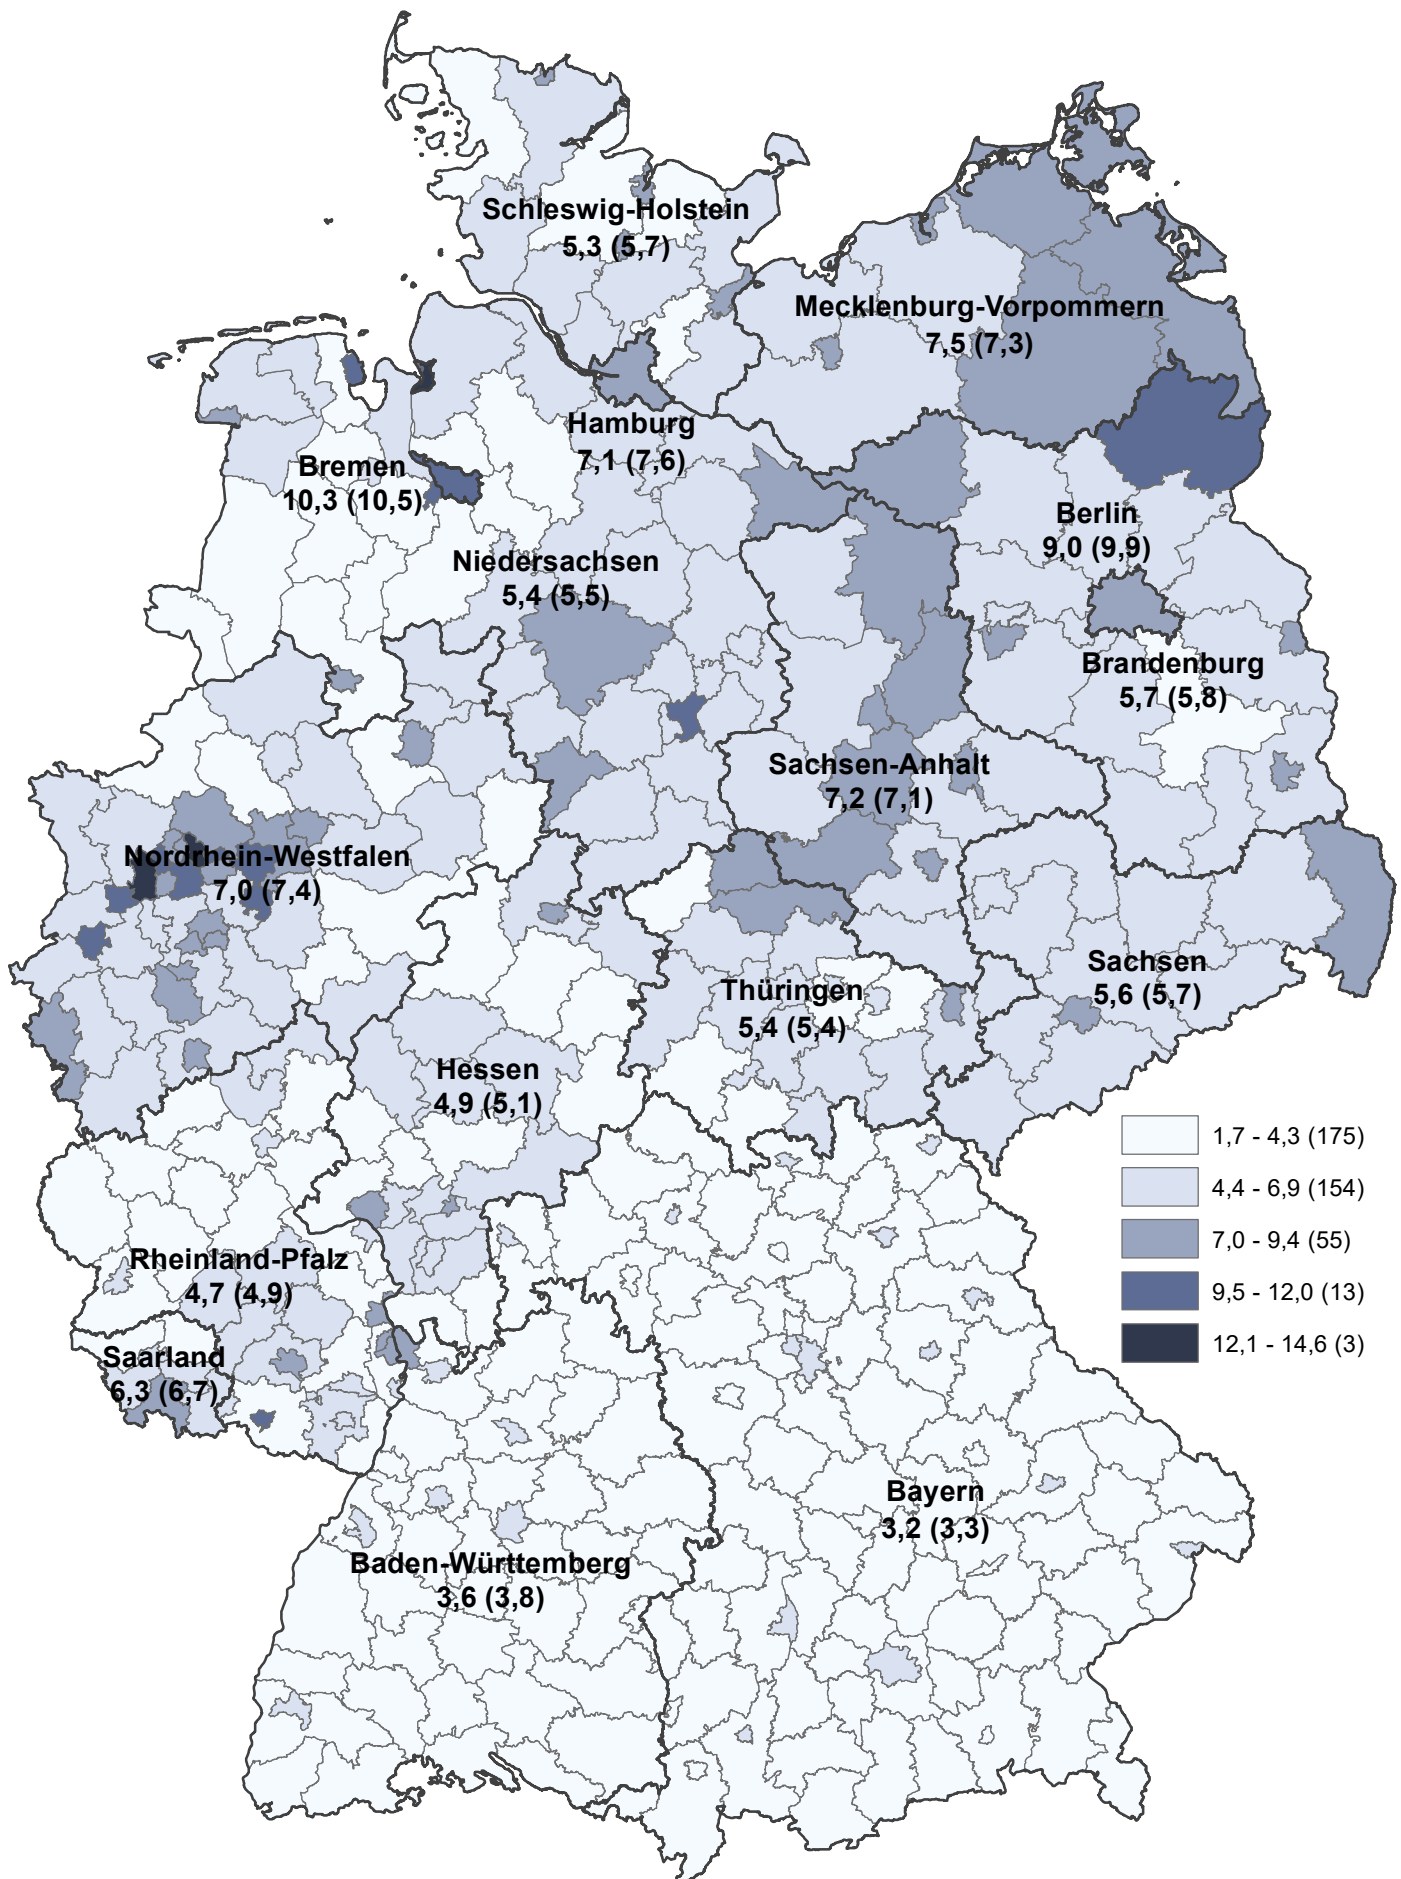 Schleswig-Holstein
5,3 (5,7)
Mecklenburg-Vorpommern
7,5 (7,3)
Hamburg
7,1 (7,6)
Bremen
10,3 (10,5)
Berlin
9,0 (9,9)
Niedersachsen
5,4 (5,5)
Brandenburg
5,7 (5,8)
Sachsen-Anhalt
7,2 (7,1)
Nordrhein-Westfalen
7,0 (7,4)
Sachsen
5,6 (5,7)
Thüringen
5,4 (5,4)
Hessen
4,9 (5,1)
1,7 - 4,3 (175)
4,4 - 6,9 (154)
7,0 - 9,4 (55)
9,5 - 12,0 (13)
12,1 - 14,6 (3)
Rheinland-Pfalz
4,7 (4,9)
Saarland
6,3 (6,7)
Bayern
3,2 (3,3)
Baden-Württemberg
3,6 (3,8)